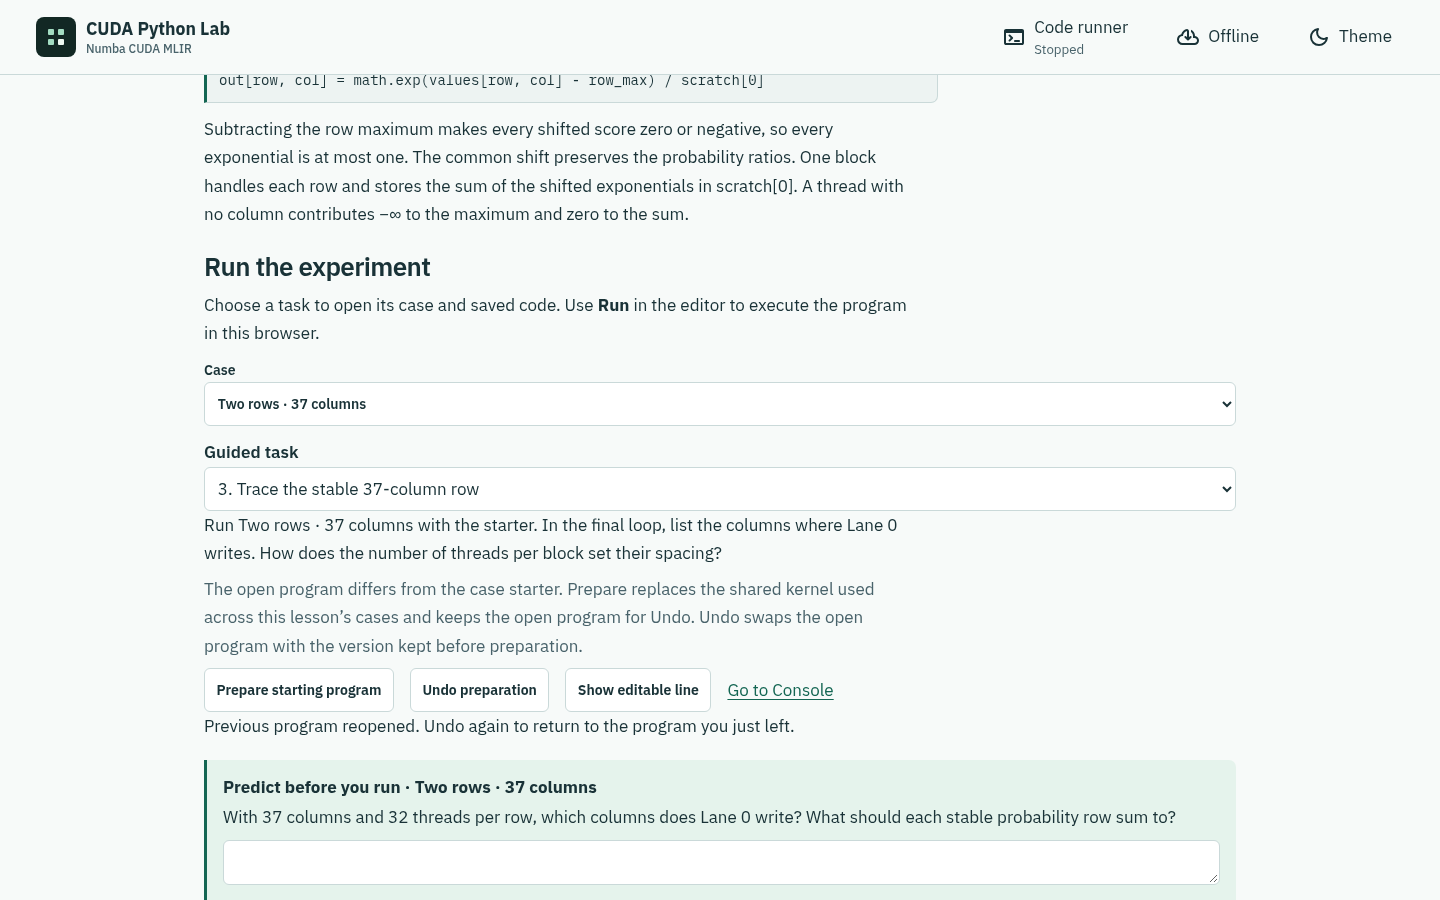 CUDA Python Lab
Numba CUDA MLIR
Code runner
Stopped
Offline
Theme
out[row, col] = math.exp(values[row, col] - row_max) / scratch[0]
Subtracting the row maximum makes every shifted score zero or negative, so every
exponential is at most one. The common shift preserves the probability ratios. One block
handles each row and stores the sum of the shifted exponentials in scratch[0]. A thread with
no column contributes −∞ to the maximum and zero to the sum.
Run the experiment
Choose a task to open its case and saved code. Use Run in the editor to execute the program
in this browser.
Case
Two rows · 37 columns
Guided task
3. Trace the stable 37-column row
Run Two rows · 37 columns with the starter. In the final loop, list the columns where Lane 0
writes. How does the number of threads per block set their spacing?
The open program differs from the case starter. Prepare replaces the shared kernel used
across this lesson’s cases and keeps the open program for Undo. Undo swaps the open
program with the version kept before preparation.
Prepare starting program
Undo preparation
Show editable line
Go to Console
Previous program reopened. Undo again to return to the program you just left.
Predict before you run · Two rows · 37 columns
With 37 columns and 32 threads per row, which columns does Lane 0 write? What should each stable probability row sum to?